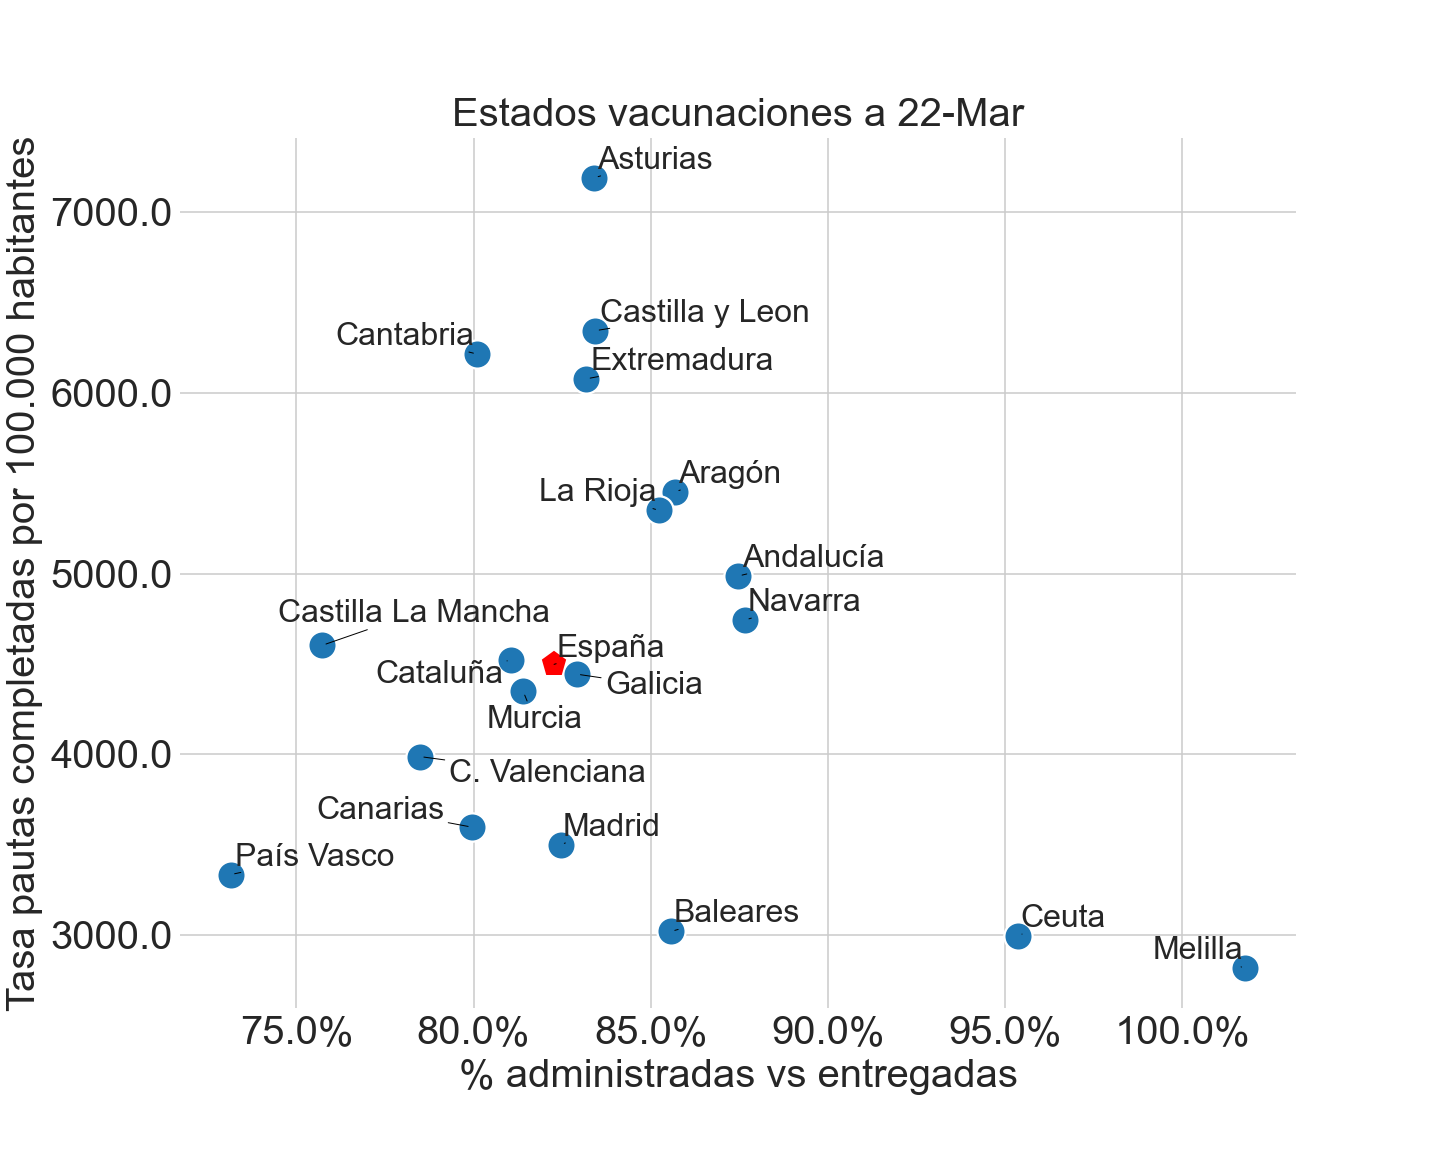 Estados vacunaciones a 22-Mar
Tasa pautas completadas por 100.000 habitantes
7000.0
6000.0
5000.0
4000.0
3000.0
Asturias
Castilla y Leon
Cantabria
Extremadura
Aragón
La Rioja
Andalucía
Navarra
Castilla La Mancha
España
Cataluña
Galicia
Murcia
C. Valenciana
Canarias
Madrid
País Vasco
Baleares
Ceuta
Melilla
75.0% 80.0% 85.0% 90.0% 95.0% 100.0%
% administradas vs entregadas